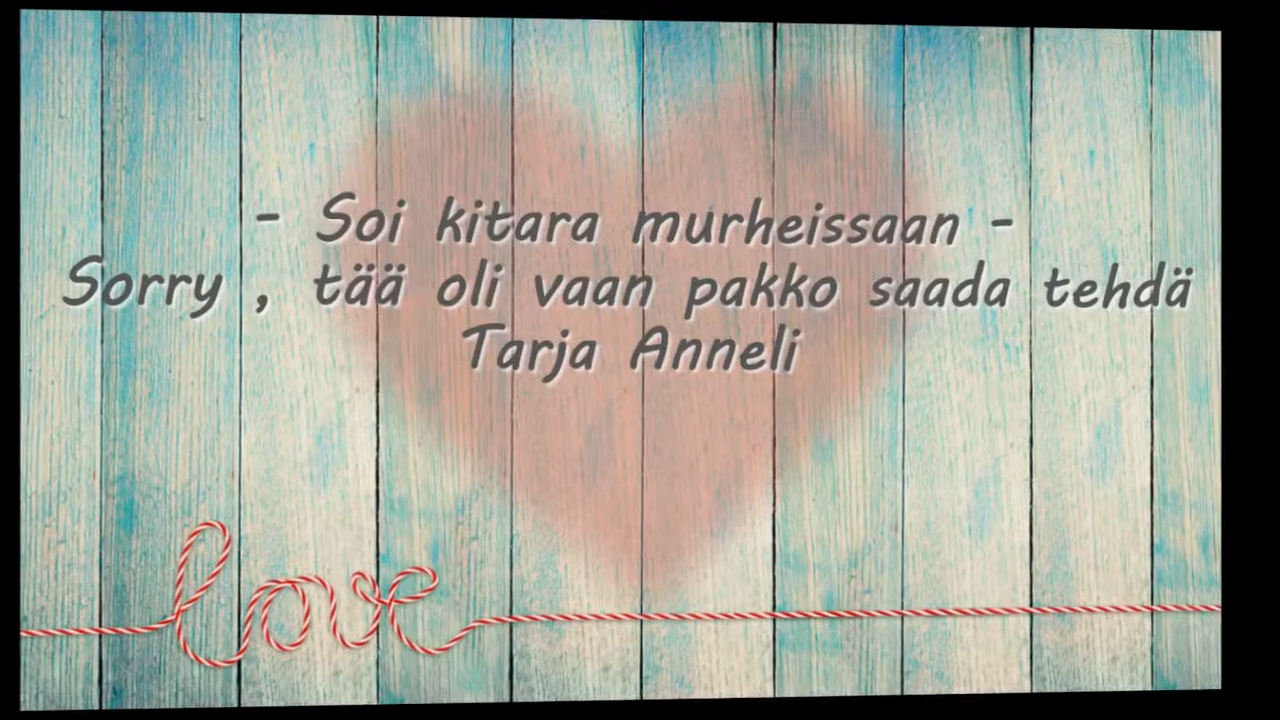 - Soi kitara murheissaan -
Sorry , tää oli vaan pakko saada tehdä
Tarja Anneli
love